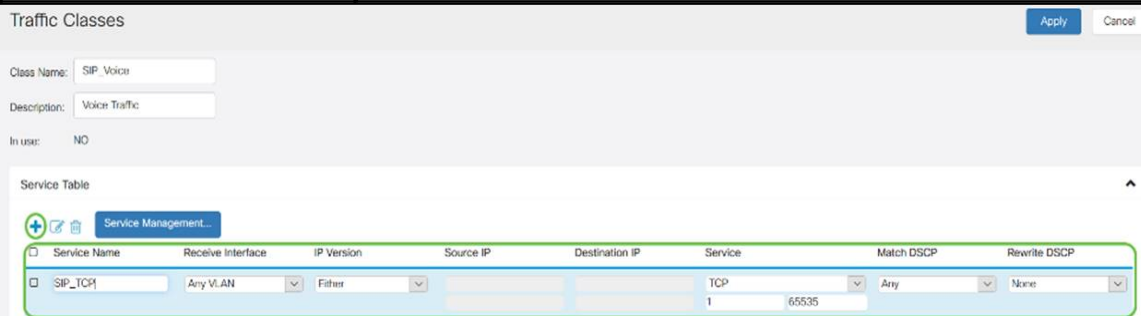 Traffic Classes
Apply
Cancel
Class Name: SIP_Voice
Description: Voice Traffic
In use: NO
Service Table
Service Management...
Service Name Receive Interface IP Version Source IP Destination IP Service Match DSCP Rewrite DSCP
SIP_TCP Any VLAN Either TCP Any None
1 65535